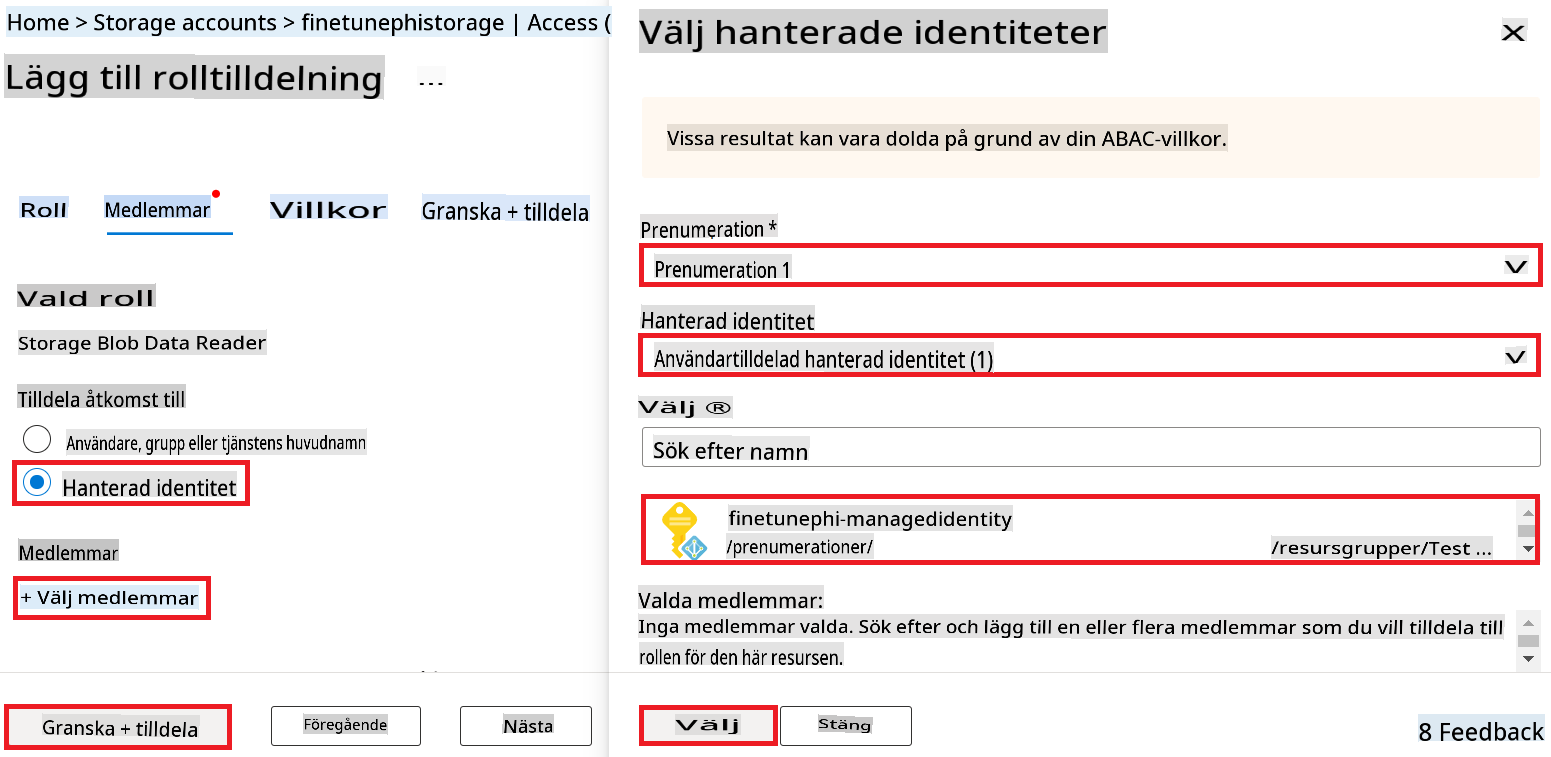 Home > Storage accounts > finetunephistorage | Access (
Lägg till rolltilldelning ...
Roll Medlemmar Villkor Granska + tilldela
Vald roll
Storage Blob Data Reader
Tilldela åtkomst till
Användare, grupp eller tjänstens huvudnamn
Hanterad identitet
Medlemmar
+ Välj medlemmar
Granska + tilldela Föregående Nästa
Välj hanterade identiteter X
Vissa resultat kan vara dolda på grund av din ABAC-villkor.
Prenumeration *
Prenumeration 1
Hanterad identitet
Användartilldelad hanterad identitet (1)
Välj ®
Sök efter namn
finetunephi-managedidentity
/prenumerationer/ /resursgrupper/Test ...
Valda medlemmar:
Inga medlemmar valda. Sök efter och lägg till en eller flera medlemmar som du vill tilldela till
rollen för den här resursen.
Välj Stäng
8 Feedback